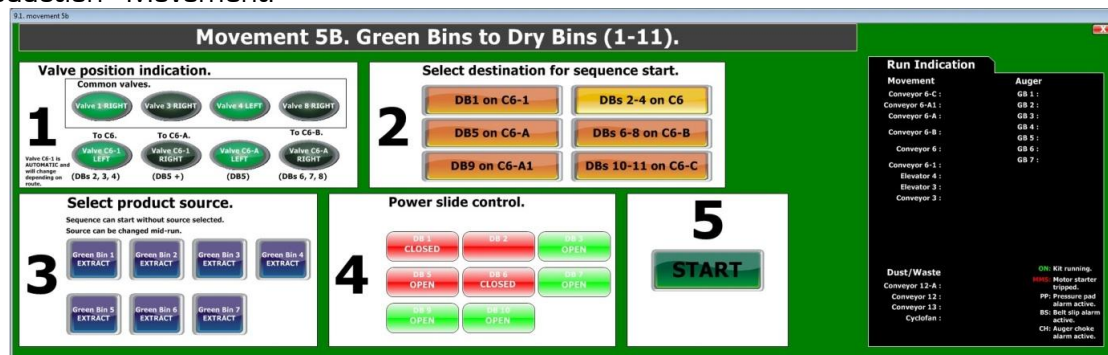 9.1. movement 5b
Movement 5B. Green Bins to Dry Bins (1-11).
Valve position indication.
Common valves.
1
Valve 1 RIGHT
Valve 3 RIGHT
Valve 4 LEFT
Valve 8 RIGHT
To C6.
To C6-A.
To C6-B.
Valve C6-1 is
AUTOMATIC and
will change
depending on
route.
Valve C6-1
LEFT
Valve C6-1
RIGHT
Valve C6-A
LEFT
Valve C6-A
RIGHT
(DBs 2, 3, 4)
(DB5 +)
(DB5)
(DBs 6, 7, 8)
Select destination for sequence start.
2
DB1 on C6-1
DBs 2-4 on C6
DB5 on C6-A
DBs 6-8 on C6-B
DB9 on C6-A1
DBs 10-11 on C6-C
Select product source.
Sequence can start without source selected.
Source can be changed mid-run.
3
Green Bin 1
EXTRACT
Green Bin 2
EXTRACT
Green Bin 3
EXTRACT
Green Bin 4
EXTRACT
Green Bin 5
EXTRACT
Green Bin 6
EXTRACT
Green Bin 7
EXTRACT
Power slide control.
4
DB 1
CLOSED
DB 2
DB 3
OPEN
DB 5
OPEN
DB 6
CLOSED
DB 7
OPEN
DB 9
OPEN
DB 10
OPEN
5
START
Run Indication
Movement
Auger
Conveyor 6-C :
GB 1 :
Conveyor 6-A1 :
GB 2 :
Conveyor 6-A :
GB 3 :
Conveyor 6-B :
GB 4 :
GB 5 :
Conveyor 6 :
GB 6 :
Conveyor 6-1 :
GB 7 :
Elevator 4 :
Elevator 3 :
Conveyor 3 :
Dust/Waste
Conveyor 12-A :
Conveyor 12 :
Conveyor 13 :
Cyclofan :
ON: Kit running.
Motor starter
tripped.
PP: Pressure pad
alarm active.
BS: Belt slip alarm
active.
CH: Auger choke
alarm active.